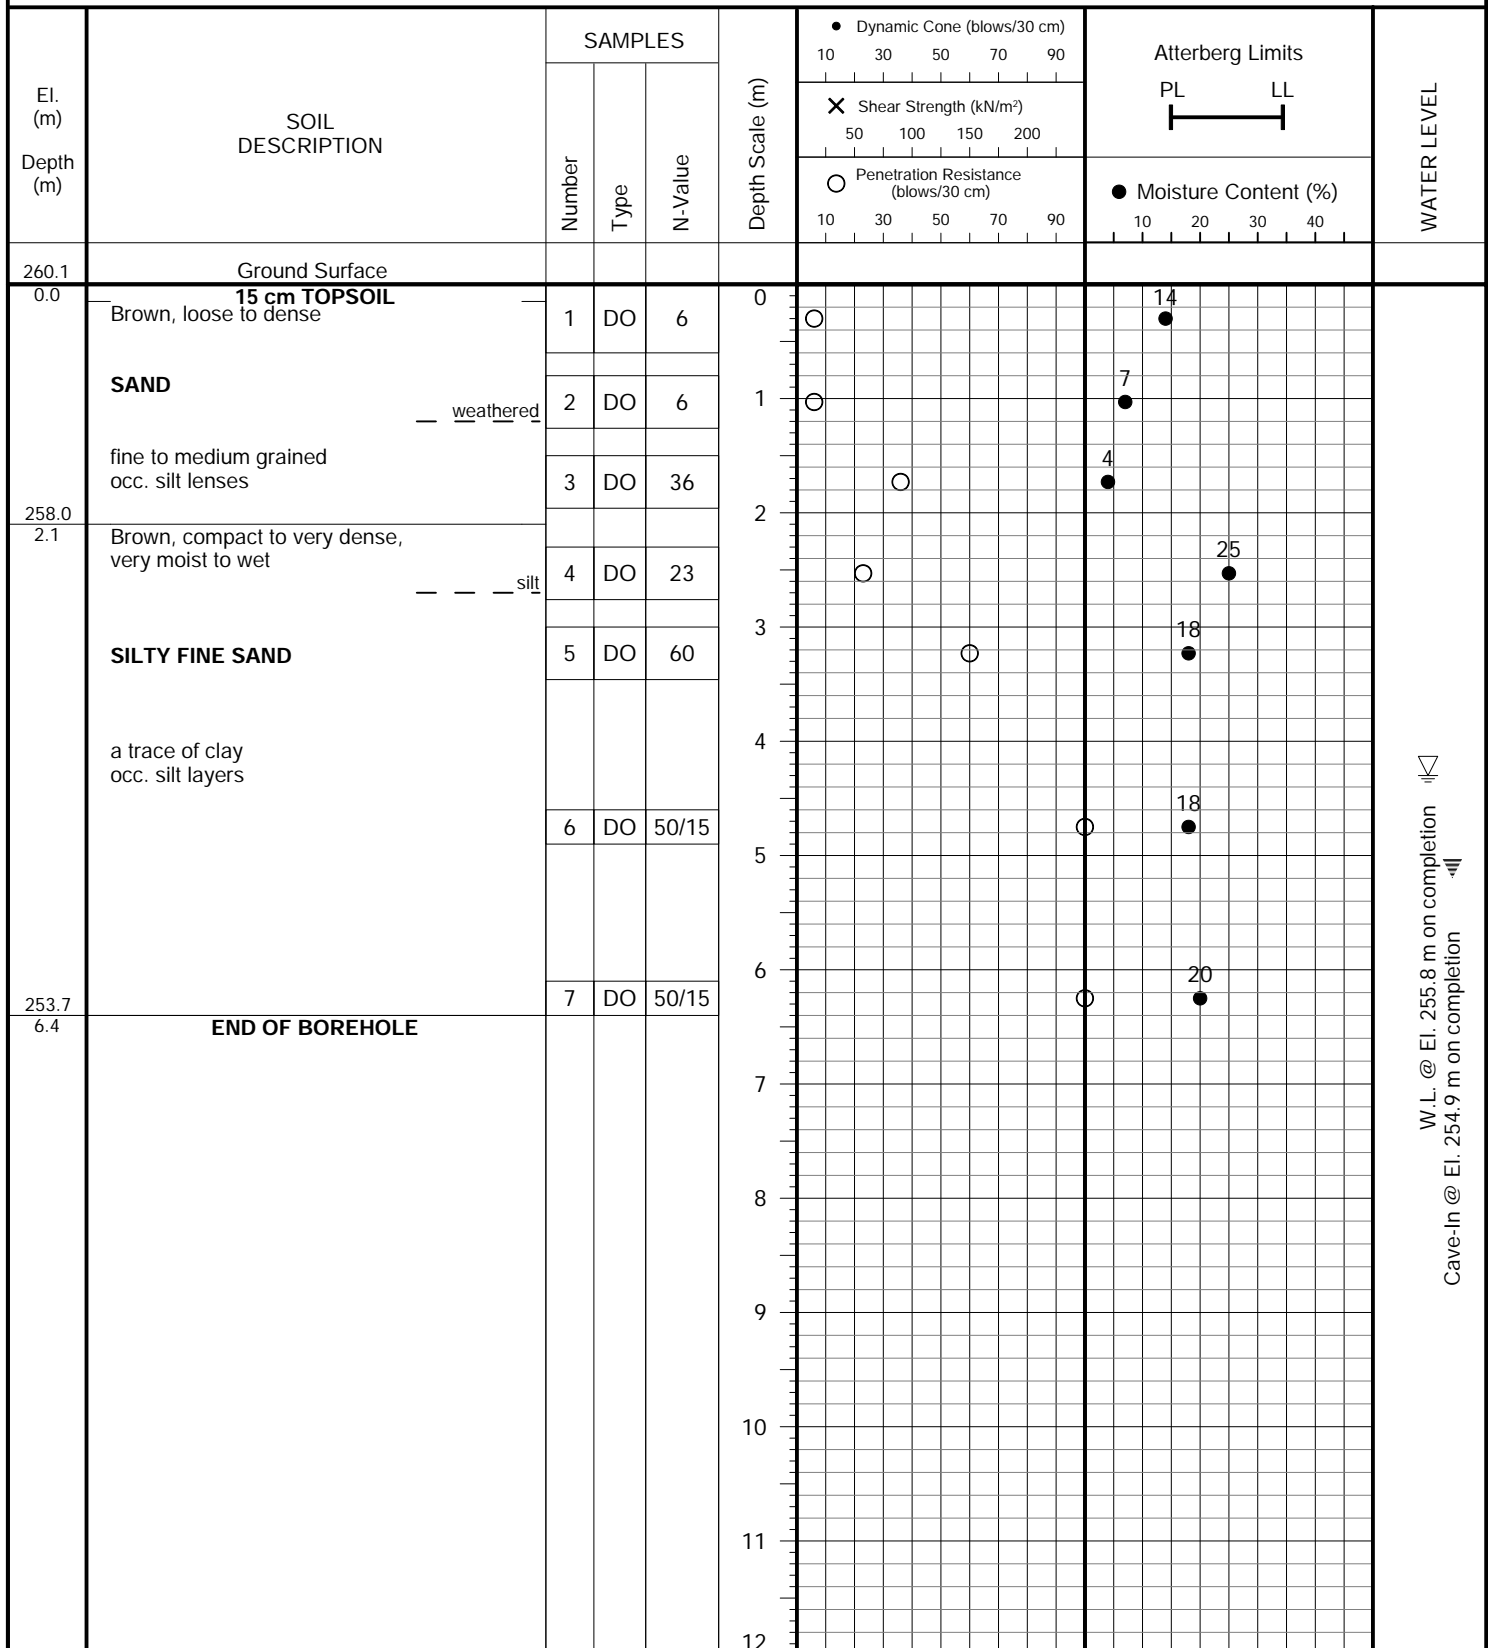 El.
(m)
Depth
(m)
SOIL
DESCRIPTION
SAMPLES
Number
Type
N-Value
Depth Scale (m)
Dynamic Cone (blows/30 cm)
10 30 50 70 90
Shear Strength (kN/m²)
50 100 150 200
Penetration Resistance
(blows/30 cm)
10 30 50 70 90
Atterberg Limits
PL LL
Moisture Content (%)
10 20 30 40
WATER LEVEL
260.1 Ground Surface
0.0 15 cm TOPSOIL 0 14
Brown, loose to dense
1 DO 6
SAND 7
weathered 2 DO 6 1
fine to medium grained 4
occ. silt lenses 3 DO 36
258.0 2
2.1 Brown, compact to very dense,
very moist to wet 25
silt 4 DO 23
3 18
SILTY FINE SAND 5 DO 60
4
a trace of clay
occ. silt layers
18
6 DO 50/15
5
6 20
253.7 7 DO 50/15
6.4 END OF BOREHOLE
7
8
9
10
11
12
W.L. @ El. 255.8 m on completion
Cave-In @ El. 254.9 m on completion